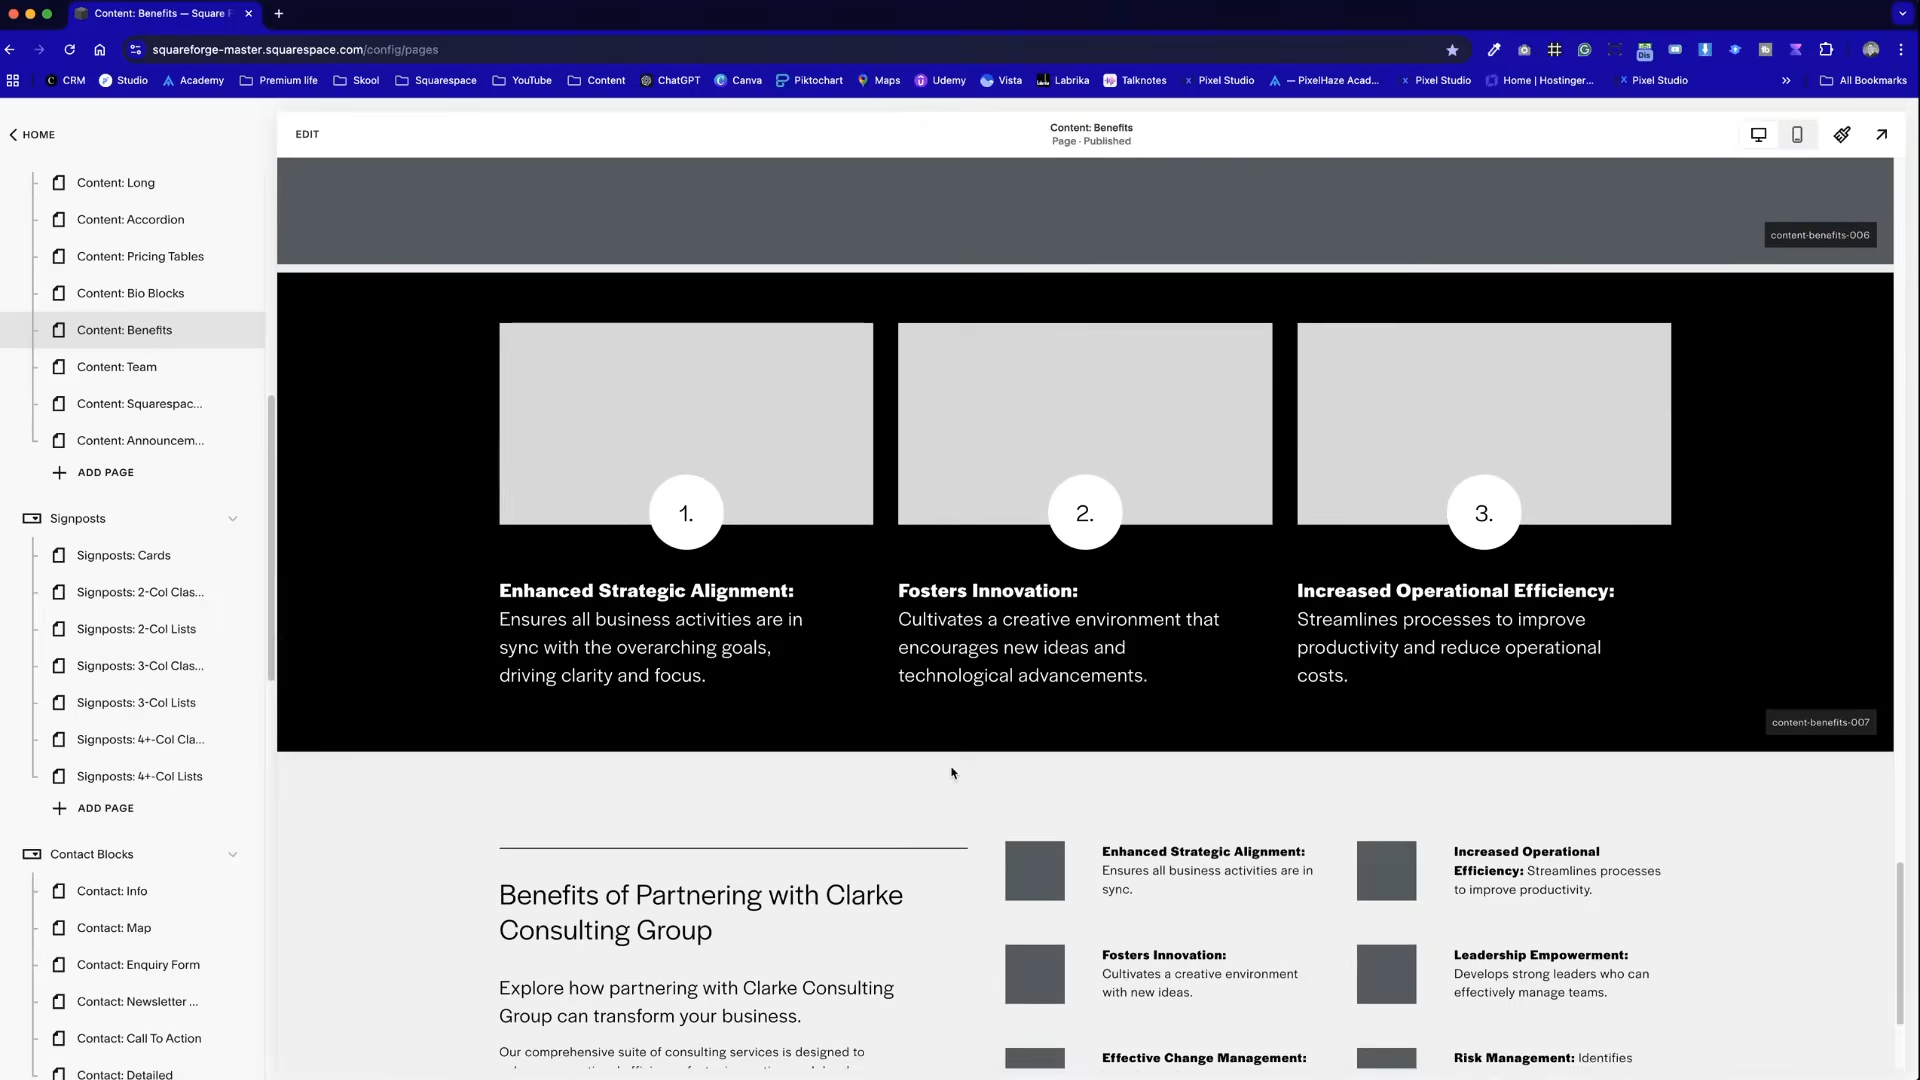 Content: Benefits — Square F
squareforge-master.squarespace.com/config/pages
CRM
Studio
Academy
Premium life
Skool
Squarespace
YouTube
Content
ChatGPT
Canva
Piktochart
Maps
Udemy
Vista
Labrika
Talknotes
Pixel Studio
— PixelHaze Acad...
Pixel Studio
Home | Hostinger...
Pixel Studio
All Bookmarks
HOME
EDIT
Content: Benefits
Page · Published
Content: Long
Content: Accordion
Content: Pricing Tables
Content: Bio Blocks
Content: Benefits
Content: Team
Content: Squarespac...
Content: Announcem...
ADD PAGE
Signposts
Signposts: Cards
Signposts: 2-Col Clas...
Signposts: 2-Col Lists
Signposts: 3-Col Clas...
Signposts: 3-Col Lists
Signposts: 4+-Col Cla...
Signposts: 4+-Col Lists
ADD PAGE
Contact Blocks
Contact: Info
Contact: Map
Contact: Enquiry Form
Contact: Newsletter ...
Contact: Call To Action
Contact: Detailed
content-benefits-006
1.
Enhanced Strategic Alignment:
Ensures all business activities are in
sync with the overarching goals,
driving clarity and focus.
2.
Fosters Innovation:
Cultivates a creative environment that
encourages new ideas and
technological advancements.
3.
Increased Operational Efficiency:
Streamlines processes to improve
productivity and reduce operational
costs.
content-benefits-007
Benefits of Partnering with Clarke
Consulting Group
Explore how partnering with Clarke Consulting
Group can transform your business.
Our comprehensive suite of consulting services is designed to
Enhanced Strategic Alignment:
Ensures all business activities are in
sync.
Increased Operational
Efficiency: Streamlines processes
to improve productivity.
Fosters Innovation:
Cultivates a creative environment
with new ideas.
Leadership Empowerment:
Develops strong leaders who can
effectively manage teams.
Effective Change Management:
Risk Management: Identifies